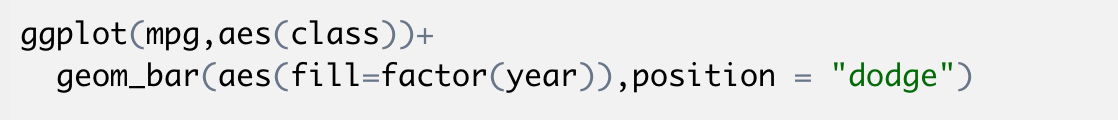 ggplot(mpg,aes(class))+
  geom_bar(aes(fill=factor(year)),position = "dodge")